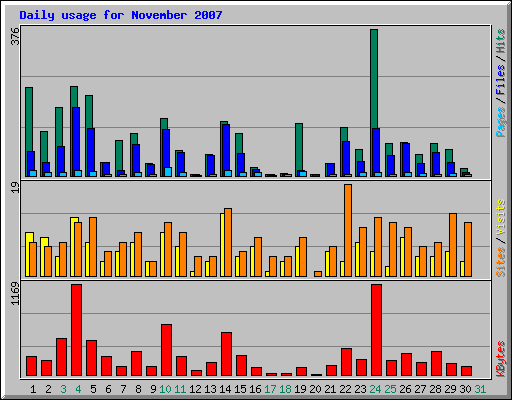 Daily usage for November 2007
376
Pages / Files / Hits
19
Sites / Visits
1169
KBytes
1 2 3 4 5 6 7 8 9 10 11 12 13 14 15 16 17 18 19 20 21 22 23 24 25 26 27 28 29 30 31